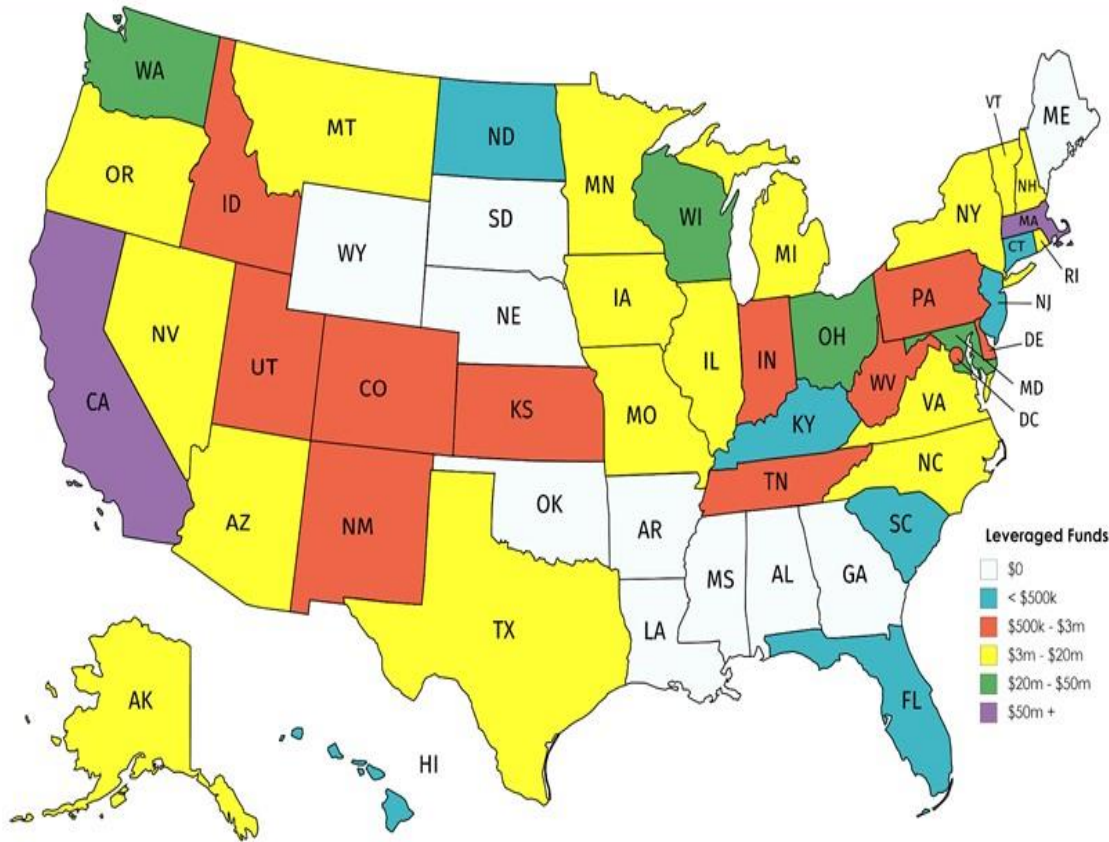 WA
MT
ND
VT
ME
OR
ID
MN
NH
SD
WI
NY
MA
WY
MI
CT
RI
NE
IA
PA
NJ
NV
OH
DE
UT
IL
IN
CO
WV
MD
CA
KS
MO
VA
DC
KY
NC
TN
OK
AZ
NM
AR
SC
MS
AL
GA
TX
LA
AK
FL
HI
Leveraged Funds
$0
< $500k
$500k - $3m
$3m - $20m
$20m - $50m
$50m +